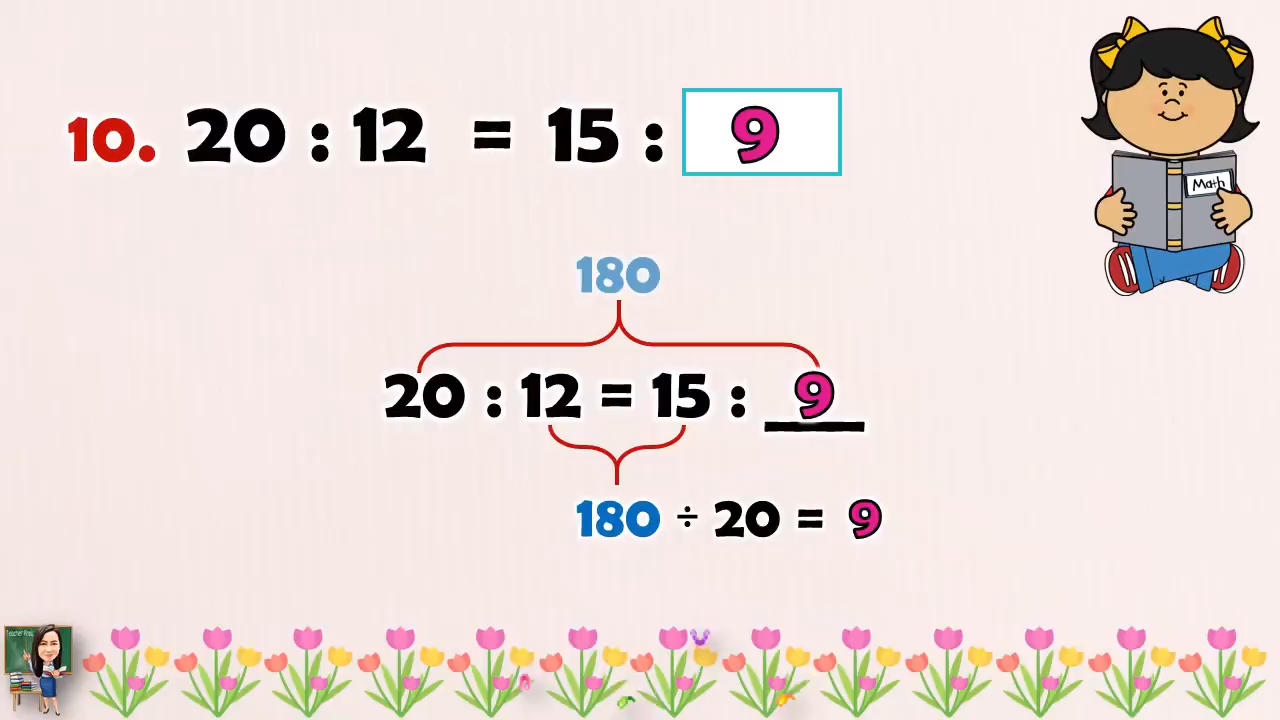 10. 20 : 12 = 15 : 9
Math
180
20 : 12 = 15 : 9
180 ÷ 20 = 9